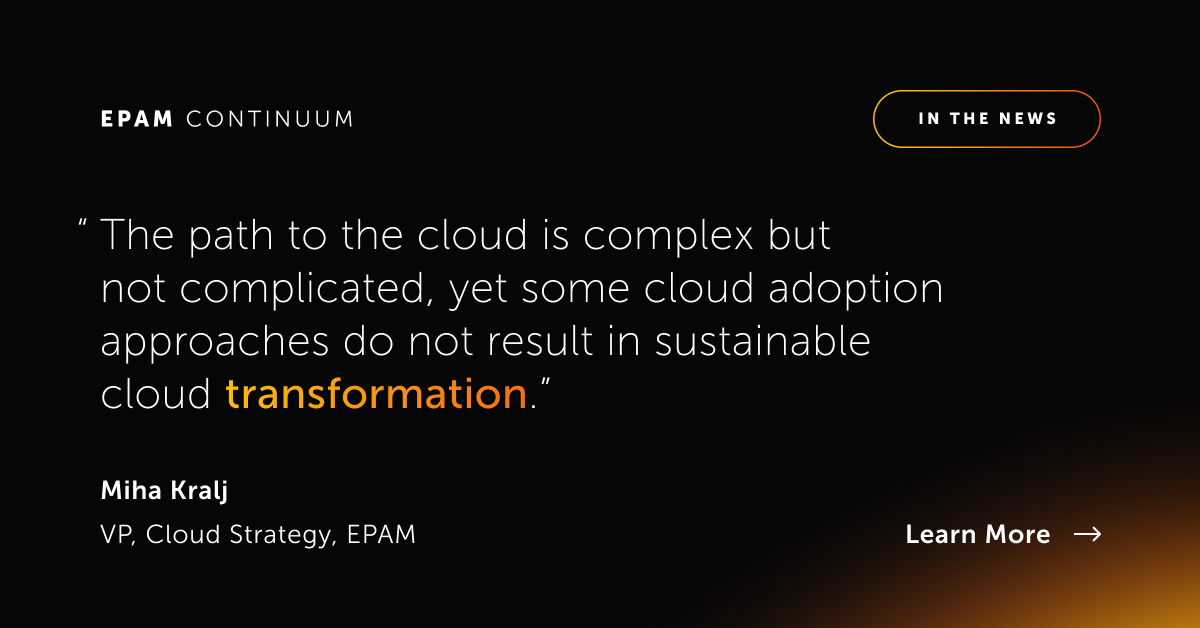 EPAM CONTINUUM
IN THE NEWS
“ The path to the cloud is complex but
not complicated, yet some cloud adoption
approaches do not result in sustainable
cloud transformation.”
Miha Kralj
VP, Cloud Strategy, EPAM
Learn More →